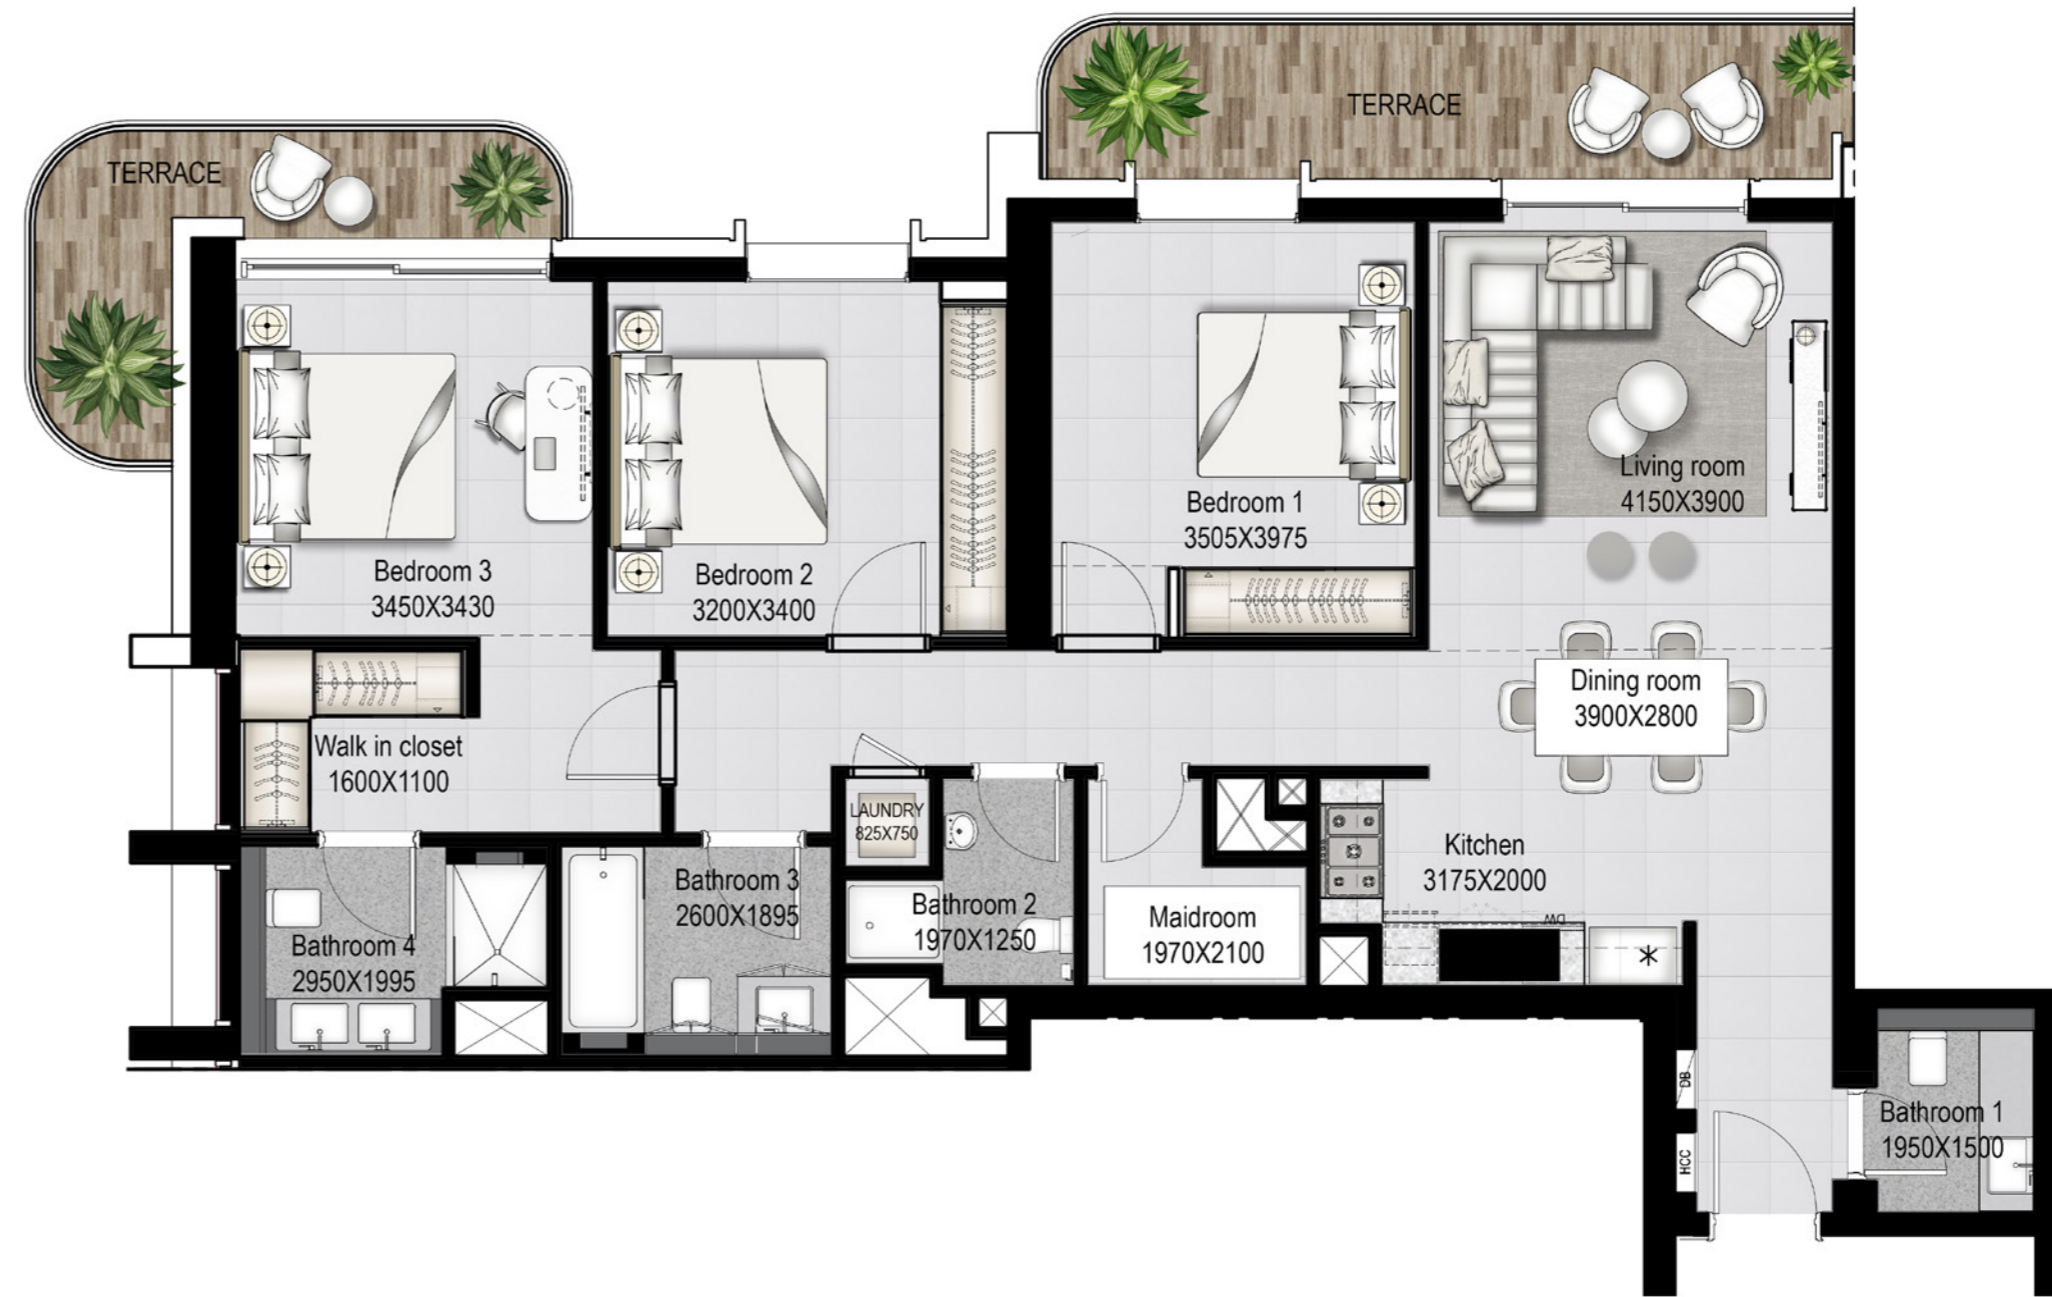 TERRACE
TERRACE
Living room
4150X3900
Bedroom 1
3505X3975
Bedroom 3
3450X3430
Bedroom 2
3200X3400
Dining room
3900X2800
Walk in closet
1600X1100
LAUNDRY
825X750
Kitchen
3175X2000
Bathroom 3
2600X1895
Bathroom 2
1970X1250
Maidroom
1970X2100
DW
*
Bathroom 4
2950X1995
DB
HCC
Bathroom 1
1950X1500